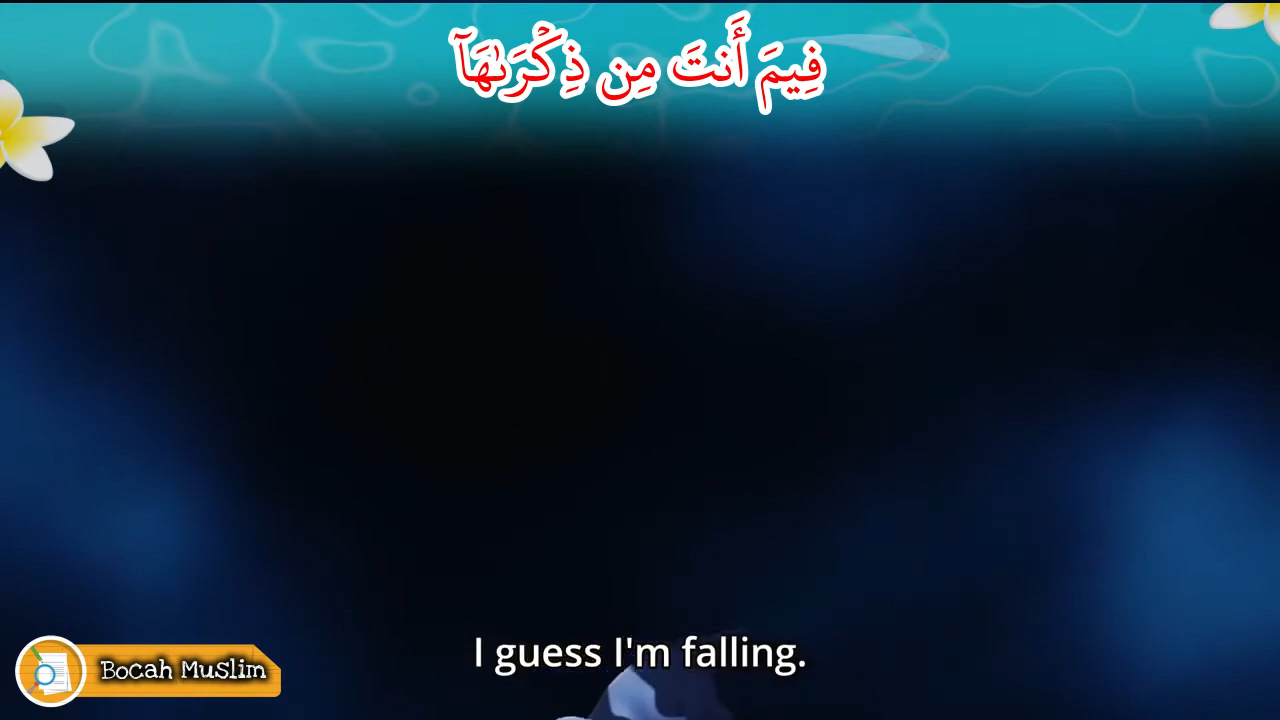 فِيمَ أَنتَ مِن ذِكْرَىٰهَآ
I guess I'm falling.
Bocah Muslim